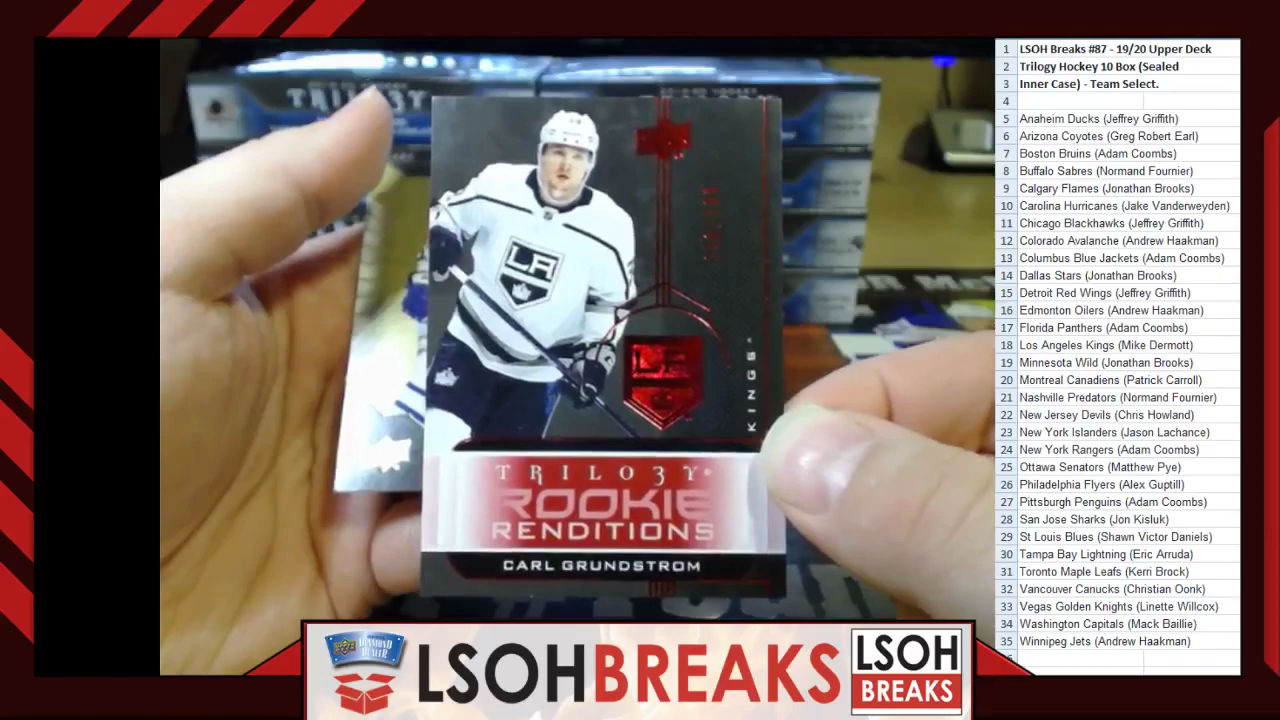 TRILO3Y
LA
LA
KINGS
TRILO3Y
ROOKIE
RENDITIONS
CARL GRUNDSTROM
1 LSOH Breaks #87 - 19/20 Upper Deck
2 Trilogy Hockey 10 Box (Sealed
3 Inner Case) - Team Select.
4
5 Anaheim Ducks (Jeffrey Griffith)
6 Arizona Coyotes (Greg Robert Earl)
7 Boston Bruins (Adam Coombs)
8 Buffalo Sabres (Normand Fournier)
9 Calgary Flames (Jonathan Brooks)
10 Carolina Hurricanes (Jake Vanderweyden)
11 Chicago Blackhawks (Jeffrey Griffith)
12 Colorado Avalanche (Andrew Haakman)
13 Columbus Blue Jackets (Adam Coombs)
14 Dallas Stars (Jonathan Brooks)
15 Detroit Red Wings (Jeffrey Griffith)
16 Edmonton Oilers (Andrew Haakman)
17 Florida Panthers (Adam Coombs)
18 Los Angeles Kings (Mike Dermott)
19 Minnesota Wild (Jonathan Brooks)
20 Montreal Canadiens (Patrick Carroll)
21 Nashville Predators (Normand Fournier)
22 New Jersey Devils (Chris Howland)
23 New York Islanders (Jason Lachance)
24 New York Rangers (Adam Coombs)
25 Ottawa Senators (Matthew Pye)
26 Philadelphia Flyers (Alex Guptill)
27 Pittsburgh Penguins (Adam Coombs)
28 San Jose Sharks (Jon Kisluk)
29 St Louis Blues (Shawn Victor Daniels)
30 Tampa Bay Lightning (Eric Arruda)
31 Toronto Maple Leafs (Kerri Brock)
32 Vancouver Canucks (Christian Oonk)
33 Vegas Golden Knights (Linette Willcox)
34 Washington Capitals (Mack Baillie)
35 Winnipeg Jets (Andrew Haakman)
DIAMOND
DEALER
LSOHBREAKS
LSOH
BREAKS